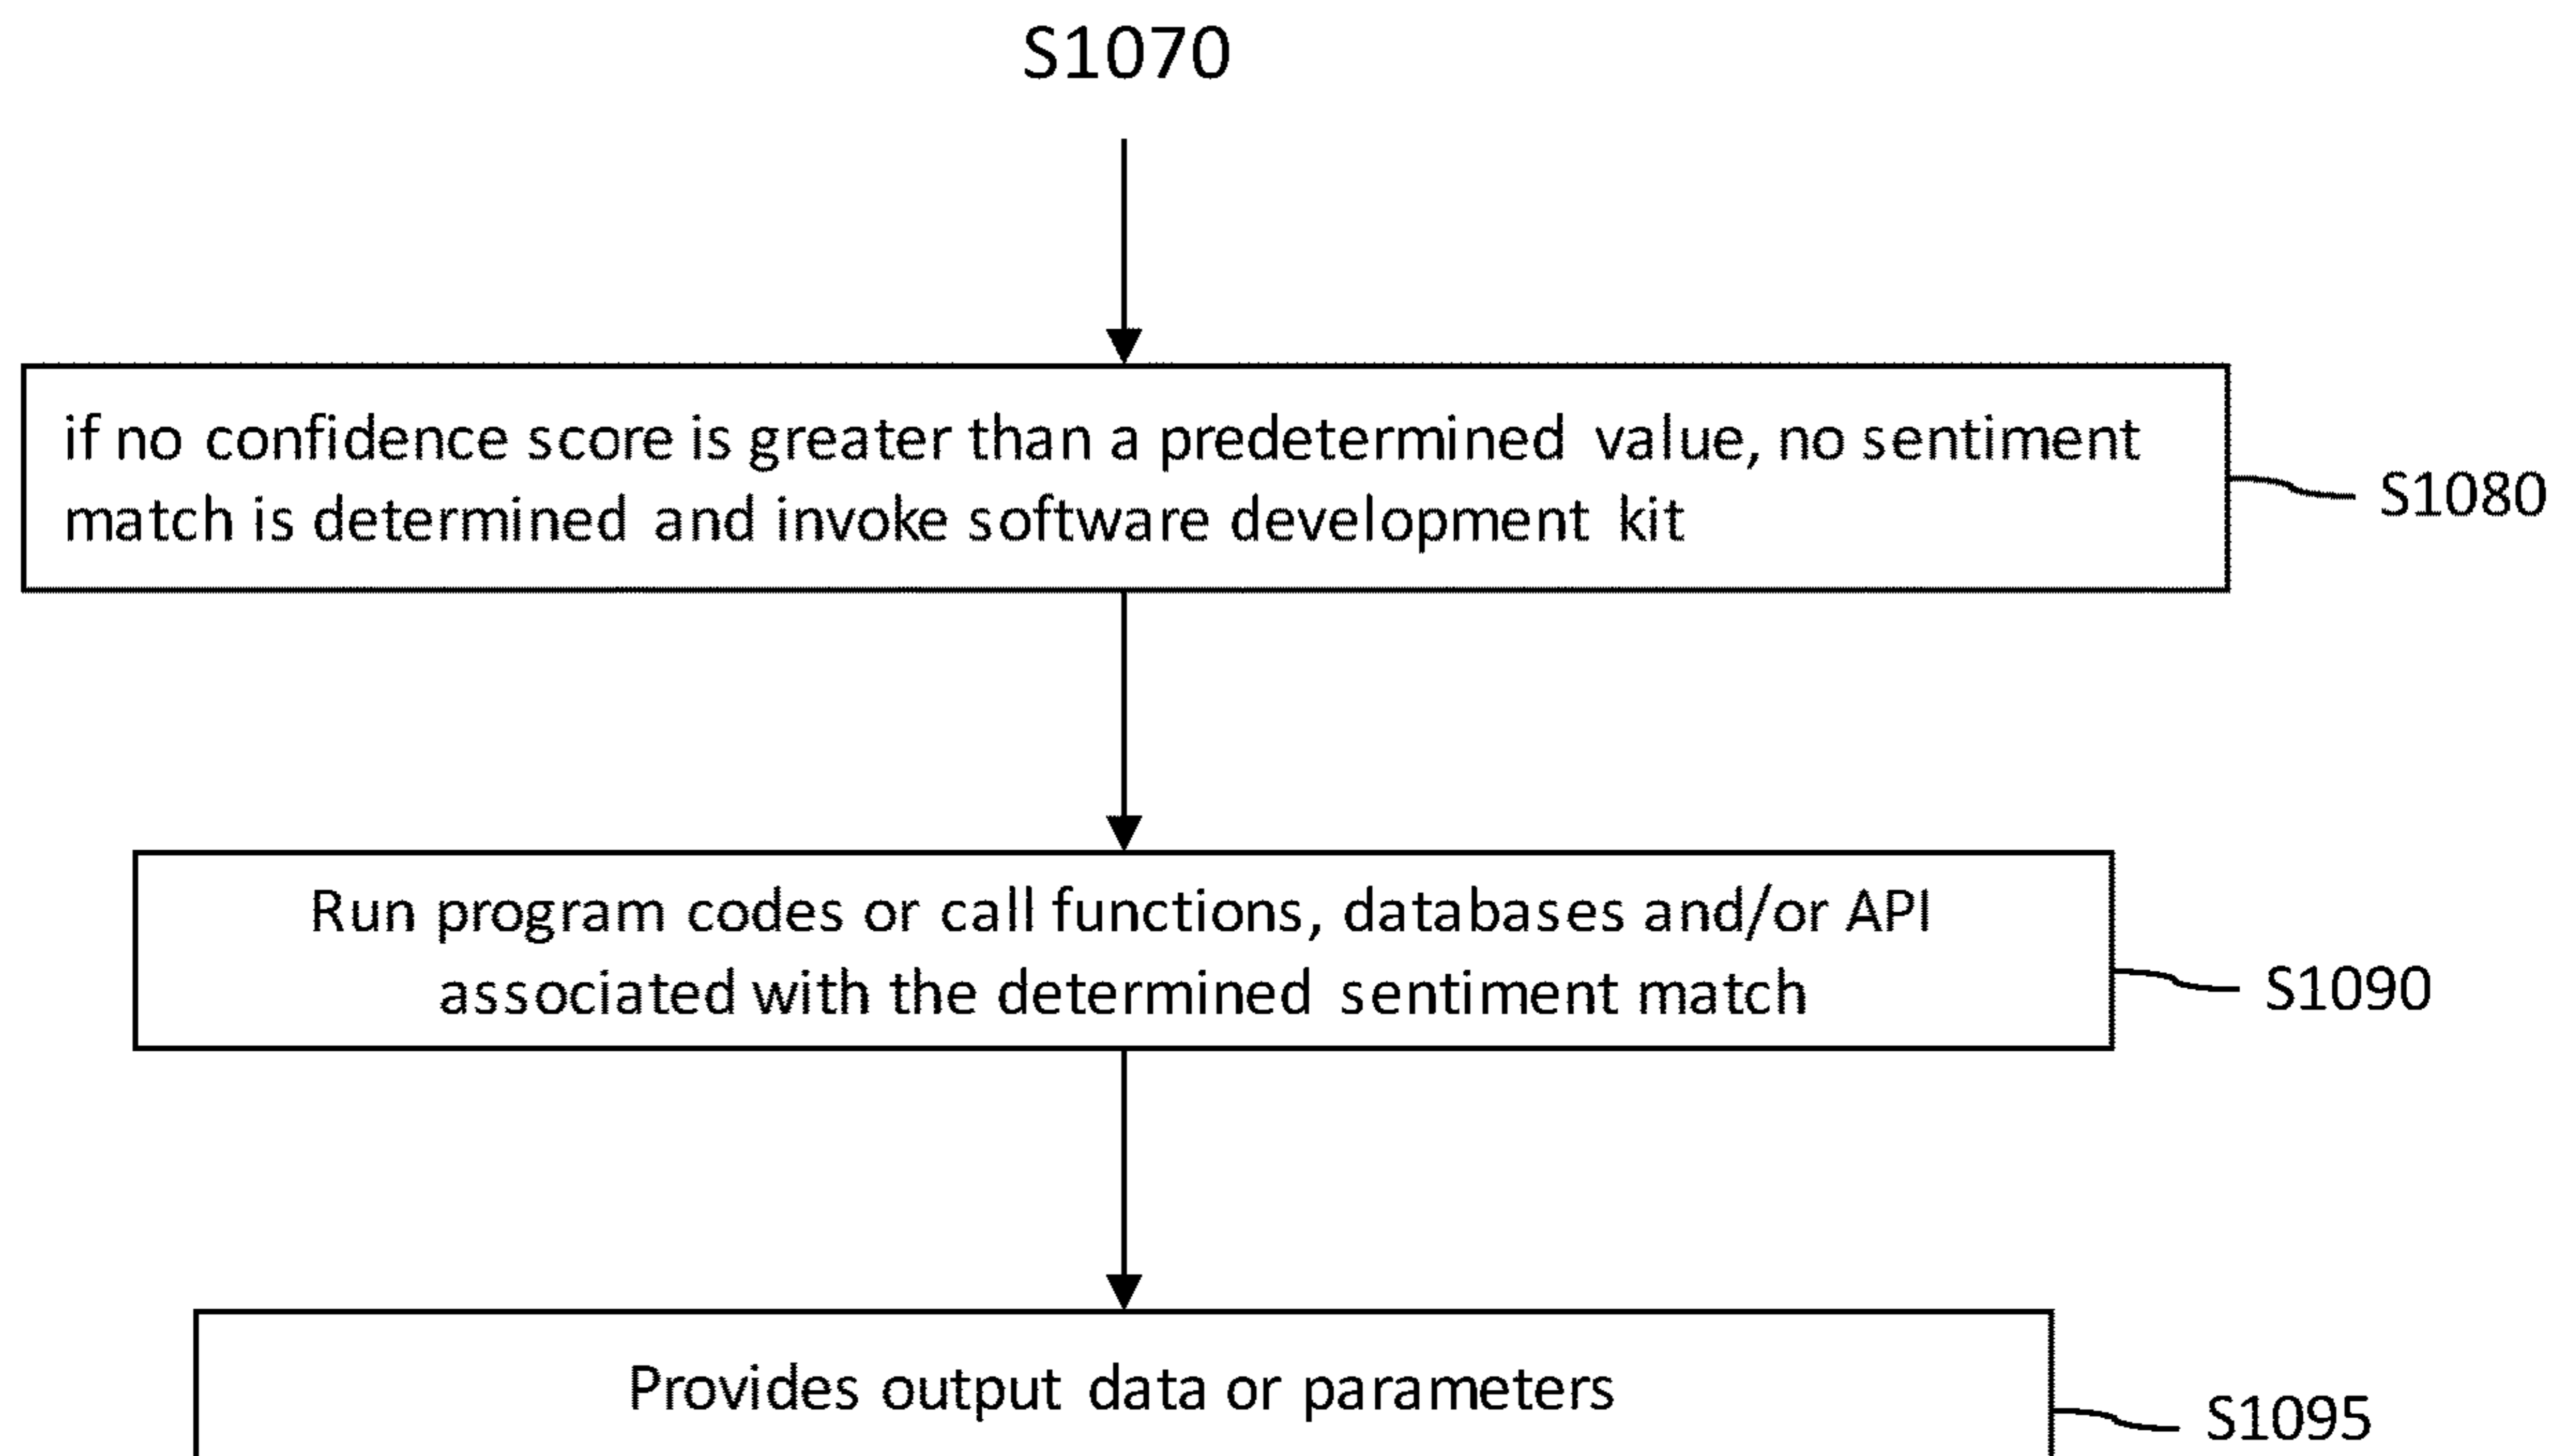 S1070
if no confidence score is greater than a predetermined value, no sentiment
match is determined and invoke software development kit
S1080
Run program codes or call functions, databases and/or API
associated with the determined sentiment match
S1090
Provides output data or parameters
S1095